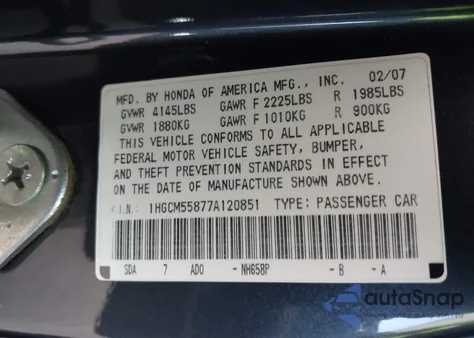 MFD. BY HONDA OF AMERICA MFG., INC. 02/07
GVWR 4145LBS GAWR F 2225LBS R 1985LBS
GVWR 1880KG GAWR F 1010KG R 900KG
THIS VEHICLE CONFORMS TO ALL APPLICABLE
FEDERAL MOTOR VEHICLE SAFETY, BUMPER,
AND THEFT PREVENTION STANDARDS IN EFFECT
ON THE DATE OF MANUFACTURE SHOWN ABOVE.
V.I.N.: 1HGCM55877A120851 TYPE: PASSENGER CAR
SDA 7 ADO -NH658P -B -A
autaSnap